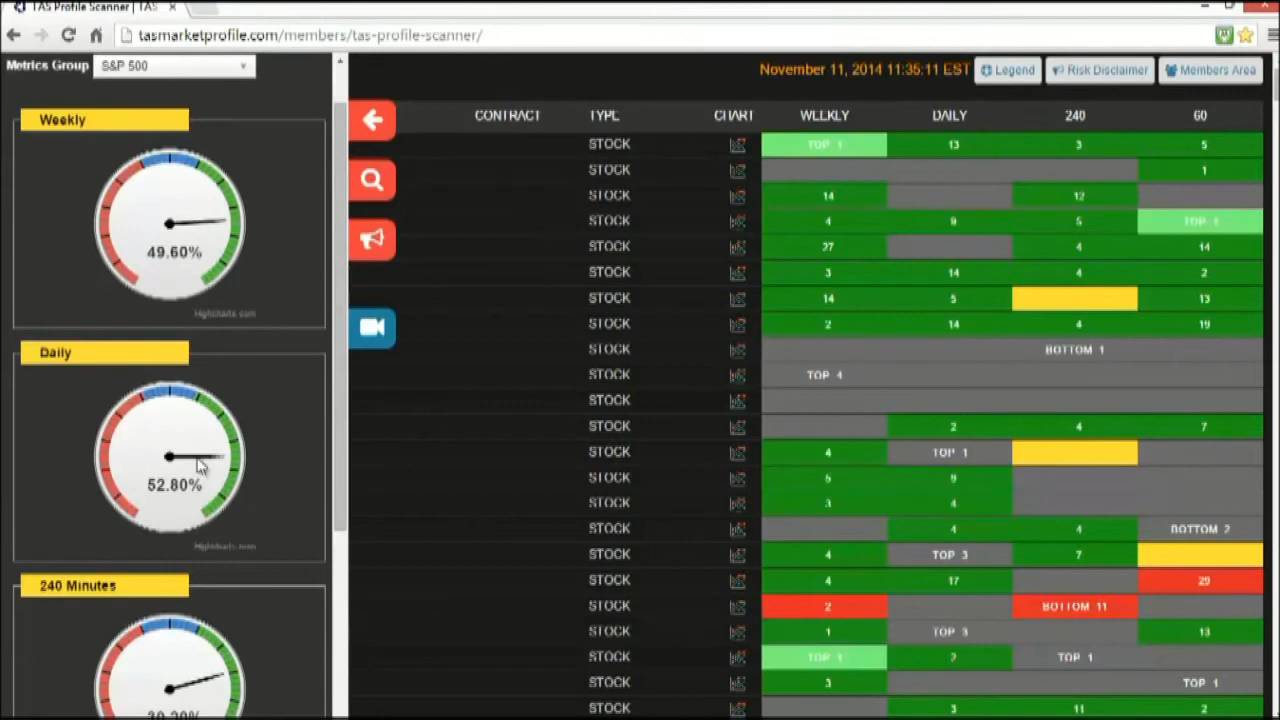 TAS Profile Scanner | TAS
tasmarketprofile.com/members/tas-profile-scanner/
Metrics Group S&P 500
November 11, 2014 11:35:11 EST Legend Risk Disclaimer Members Area
Weekly
49.60%
Highcharts.com
Daily
52.80%
Highcharts.com
240 Minutes
30.20%
CONTRACT TYPE CHART WEEKLY DAILY 240 60
STOCK TOP 1 13 3 5
STOCK 1
STOCK 14 12
STOCK 4 9 5 TOP
STOCK 27 4 14
STOCK 3 14 4 2
STOCK 14 5 13
STOCK 2 14 4 19
STOCK BOTTOM 1
STOCK TOP 4
STOCK
STOCK 2 4 7
STOCK 4 TOP 1
STOCK 5 9
STOCK 3 4
STOCK 4 4 BOTTOM 2
STOCK 4 TOP 3 7
STOCK 4 17 29
STOCK 2 BOTTOM 11
STOCK 1 TOP 3 13
STOCK TOP 1 2 TOP 1
STOCK 3 TOP 1
STOCK 3 11 2